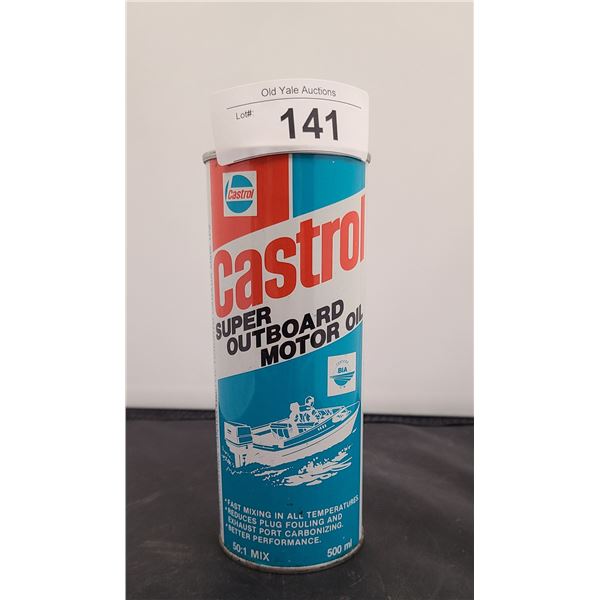 Old Yale Auctions
Lot#:
141
Castrol
Castrol
SUPER
OUTBOARD
MOTOR OIL
BIA
•FAST MIXING IN ALL TEMPERATURES
•REDUCES PLUG FOULING AND
EXHAUST PORT CARBONIZING.
•BETTER PERFORMANCE.
50:1 MIX
500 ml